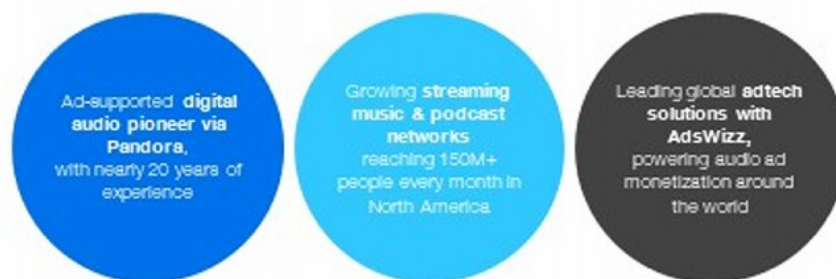 Ad-supported digital
audio pioneer via
Pandora,
with nearly 20 years of
experience
Growing streaming
music & podcast
networks
reaching 150M+
people every month in
North America
Leading global adtech
solutions with
AdsWizz,
powering audio ad
monetization around
the world